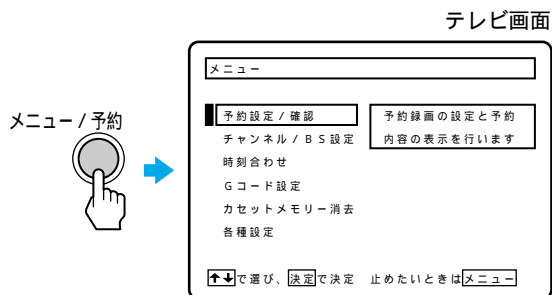 テレビ画面
メニュー / 予約
メニュー
予約設定 / 確認
チャンネル / BS設定
時刻合わせ
Gコード設定
カセットメモリー消去
各種設定
予約録画の設定と予約
内容の表示を行います
↑↓で選び、決定で決定 止めたいときはメニュー